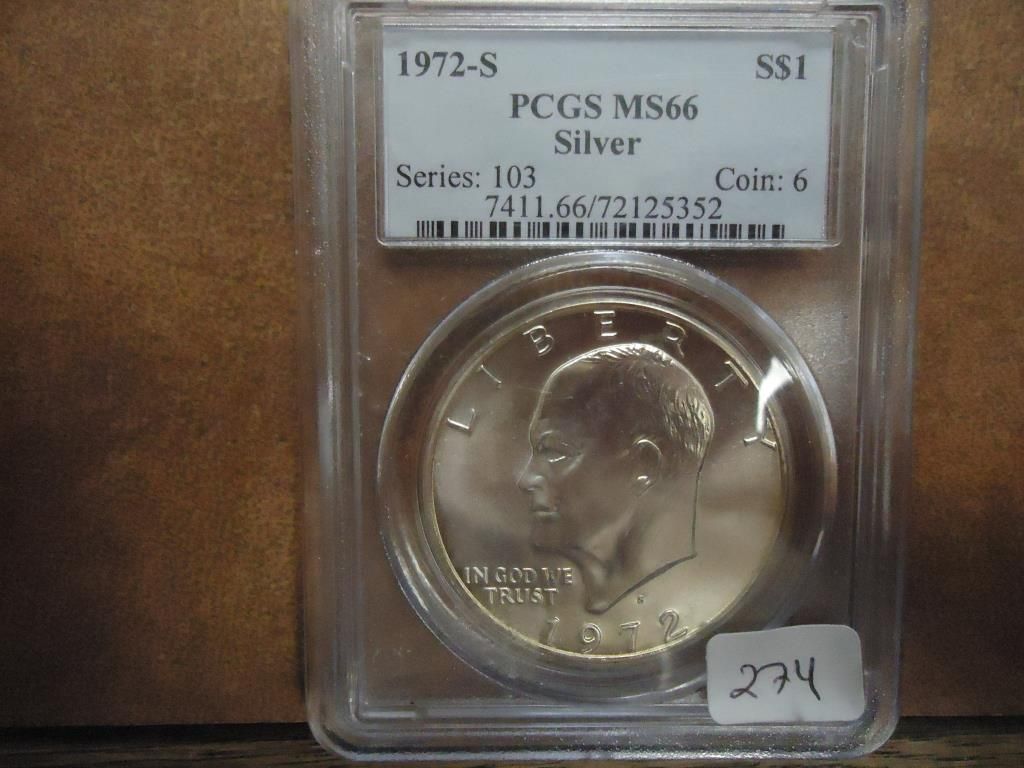 1972-S S$1
PCGS MS66
Silver
Series: 103 Coin: 6
7411.66/72125352
LIBERTY
IN GOD WE
TRUST
S
1972
274